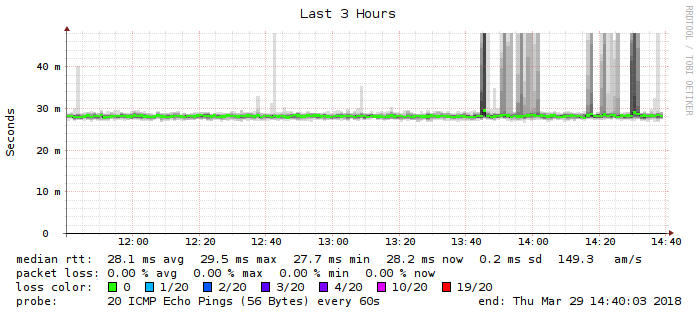 Last 3 Hours
RRDTOOL / TOBI OETIKER
Seconds
40 m
30 m
20 m
10 m
0
12:00 12:20 12:40 13:00 13:20 13:40 14:00 14:20 14:40
median rtt: 28.1 ms avg 29.5 ms max 27.7 ms min 28.2 ms now 0.2 ms sd 149.3 am/s
packet loss: 0.00 % avg 0.00 % max 0.00 % min 0.00 % now
loss color: 0 1/20 2/20 3/20 4/20 10/20 19/20
probe: 20 ICMP Echo Pings (56 Bytes) every 60s end: Thu Mar 29 14:40:03 2018